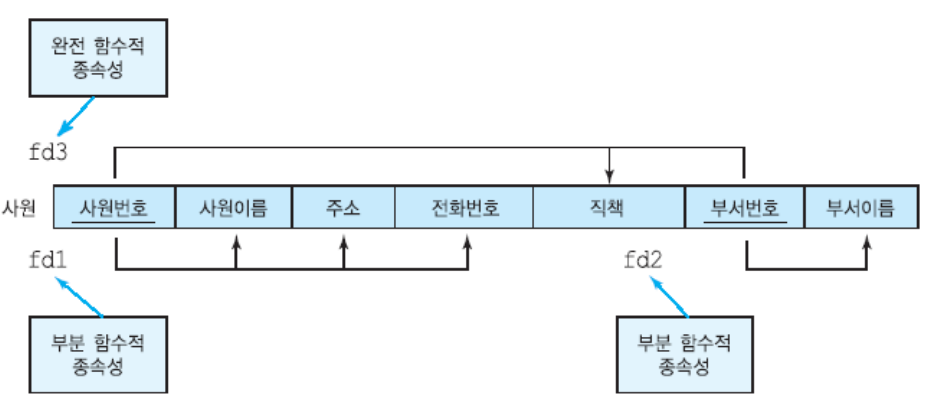 완전 함수적
종속성
fd3
사원 사원번호 사원이름 주소 전화번호 직책 부서번호 부서이름
fd1 fd2
부분 함수적
종속성
부분 함수적
종속성